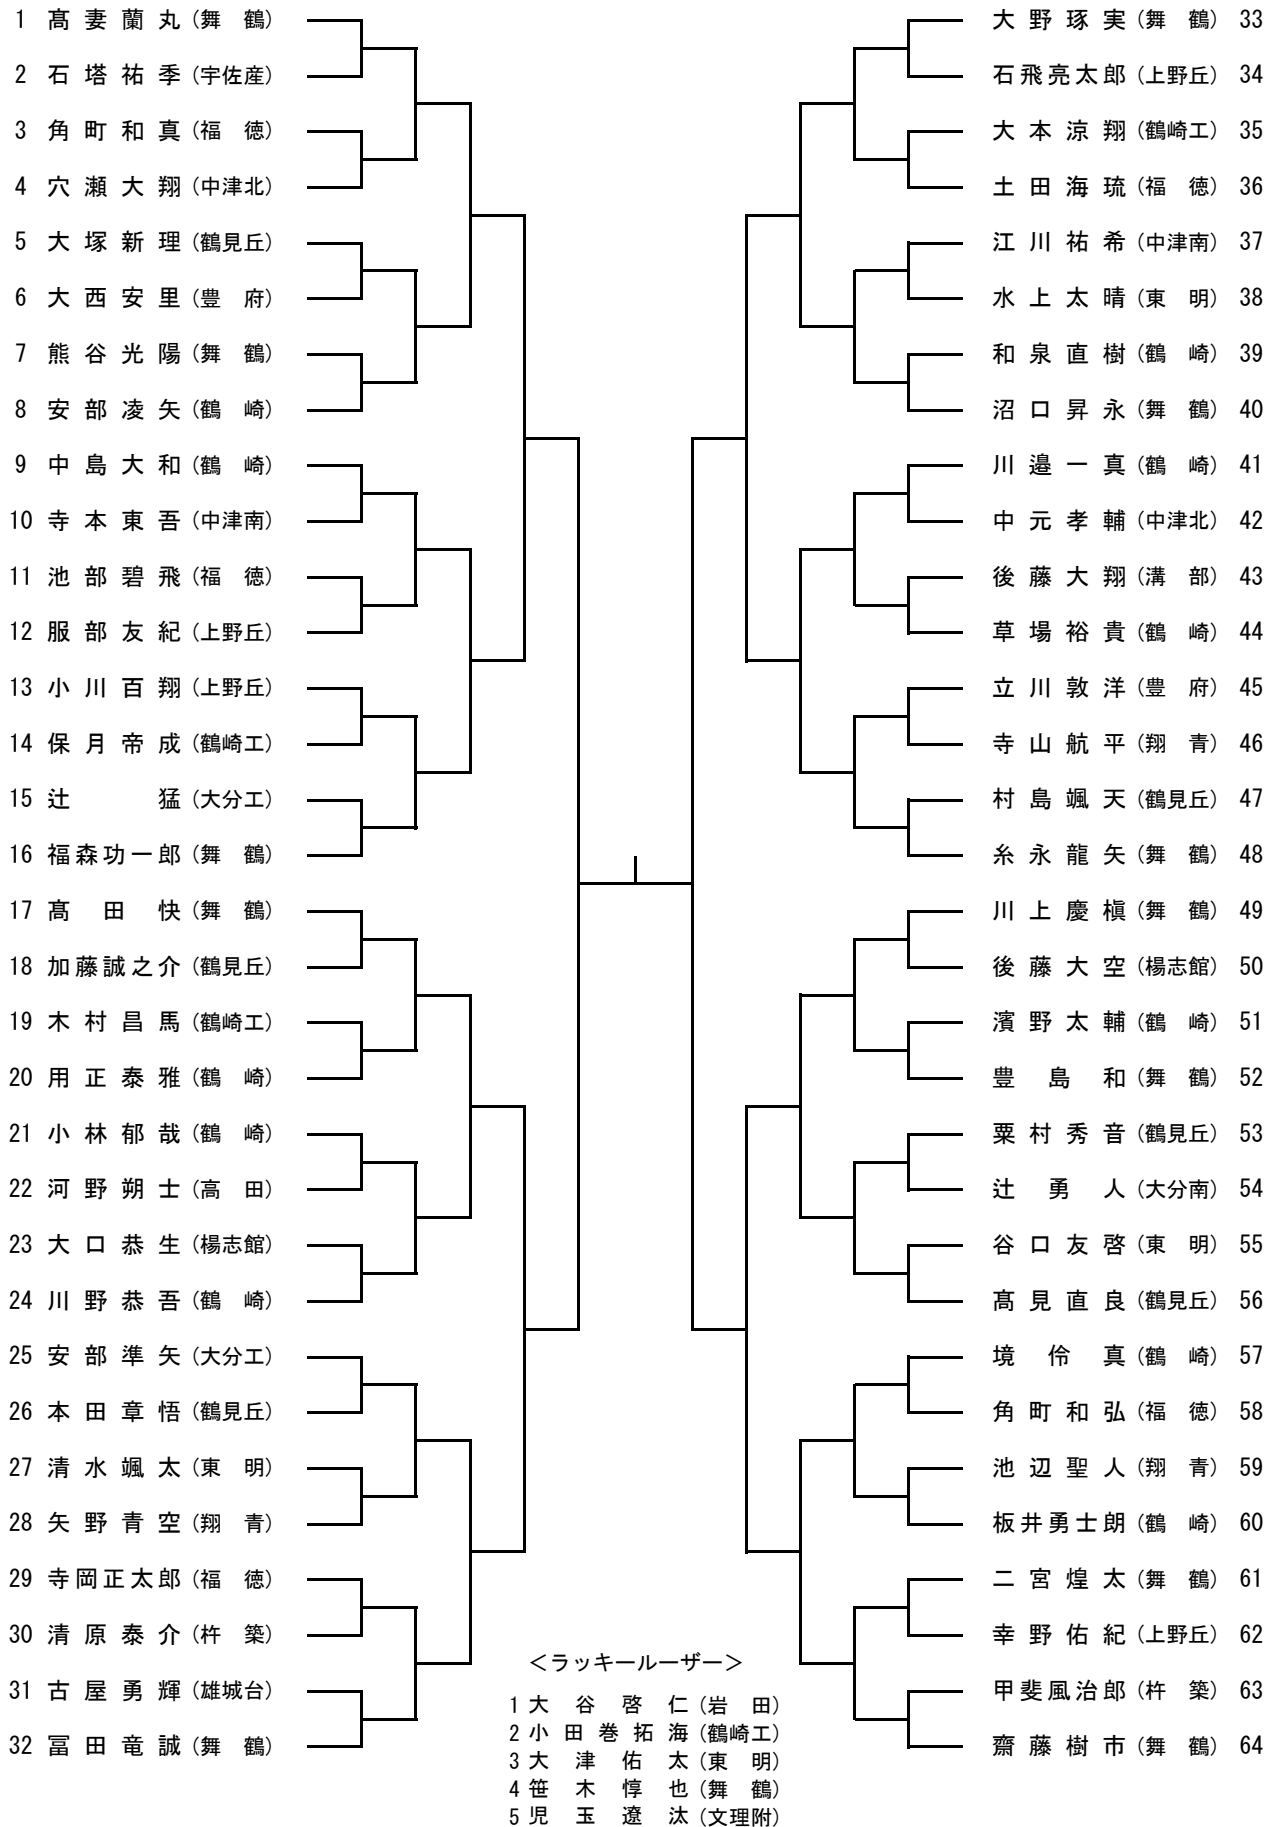 1 髙妻蘭丸（舞　鶴）
2 石塔祐季（宇佐産）
3 角町和真（福　徳）
4 穴瀬大翔（中津北）
5 大塚新理（鶴見丘）
6 大西安里（豊　府）
7 熊谷光陽（舞　鶴）
8 安部凌矢（鶴　崎）
9 中島大和（鶴　崎）
10 寺本東吾（中津南）
11 池部碧飛（福　徳）
12 服部友紀（上野丘）
13 小川百翔（上野丘）
14 保月帝成（鶴崎工）
15 辻　　猛（大分工）
16 福森功一郎（舞　鶴）
17 髙　田　快（舞　鶴）
18 加藤誠之介（鶴見丘）
19 木村昌馬（鶴崎工）
20 用正泰雅（鶴　崎）
21 小林郁哉（鶴　崎）
22 河野朔士（高　田）
23 大口恭生（楊志館）
24 川野恭吾（鶴　崎）
25 安部準矢（大分工）
26 本田章悟（鶴見丘）
27 清水颯太（東　明）
28 矢野青空（翔　青）
29 寺岡正太郎（福　徳）
30 清原泰介（杵　築）
31 古屋勇輝（雄城台）
32 冨田竜誠（舞　鶴）
大野琢実（舞　鶴） 33
石飛亮太郎（上野丘） 34
大本涼翔（鶴崎工） 35
土田海琉（福　徳） 36
江川祐希（中津南） 37
水上太晴（東　明） 38
和泉直樹（鶴　崎） 39
沼口昇永（舞　鶴） 40
川邉一真（鶴　崎） 41
中元孝輔（中津北） 42
後藤大翔（溝　部） 43
草場裕貴（鶴　崎） 44
立川敦洋（豊　府） 45
寺山航平（翔　青） 46
村島颯天（鶴見丘） 47
糸永龍矢（舞　鶴） 48
川上慶槇（舞　鶴） 49
後藤大空（楊志館） 50
濱野太輔（鶴　崎） 51
豊　島　和（舞　鶴） 52
粟村秀音（鶴見丘） 53
辻　勇　人（大分南） 54
谷口友啓（東　明） 55
髙見直良（鶴見丘） 56
境　伶　真（鶴　崎） 57
角町和弘（福　徳） 58
池辺聖人（翔　青） 59
板井勇士朗（鶴　崎） 60
二宮煌太（舞　鶴） 61
幸野佑紀（上野丘） 62
甲斐風治郎（杵　築） 63
齋藤樹市（舞　鶴） 64
＜ラッキールーザー＞
1 大谷啓仁（岩　田）
2 小田巻拓海（鶴崎工）
3 大津佑太（東　明）
4 笹木惇也（舞　鶴）
5 児玉遼汰（文理附）